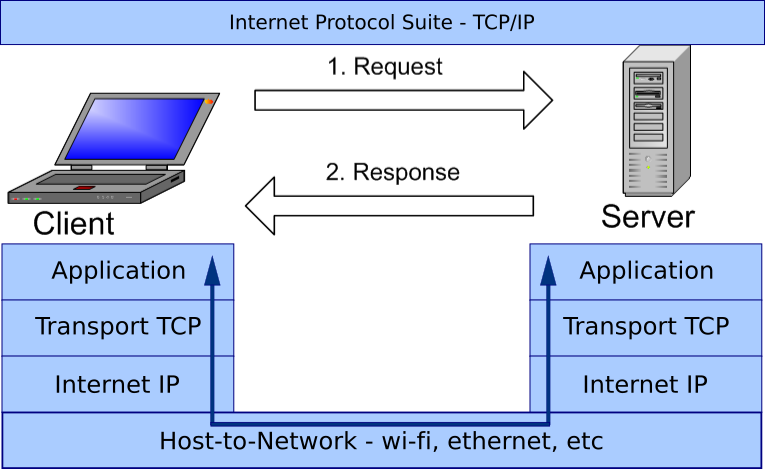 Internet Protocol Suite - TCP/IP
1. Request
2. Response
Client
Server
Application
Application
Transport TCP
Transport TCP
Internet IP
Internet IP
Host-to-Network - wi-fi, ethernet, etc